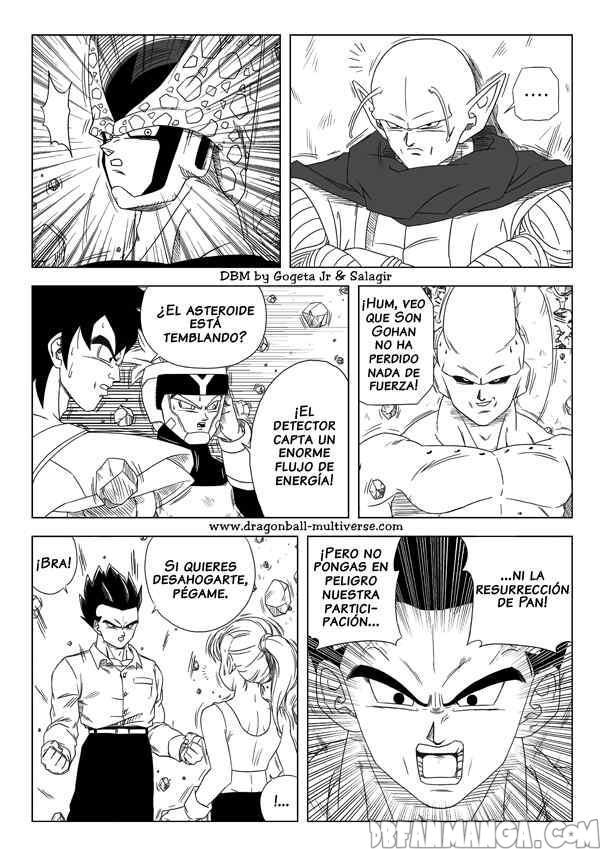 ....
DBM by Gogeta Jr & Salagir
¿EL ASTEROIDE
ESTÁ
TEMBLANDO?
¡EL
DETECTOR
CAPTA UN
ENORME
FLUJO DE
ENERGÍA!
¡HUM, VEO
QUE SON
GOHAN
NO HA
PERDIDO
NADA DE
FUERZA!
www.dragonball-multiverse.com
¡BRA!
SI QUIERES
DESAHOGARTE,
PÉGAME.
!...
¡PERO NO
PONGAS EN
PELIGRO
NUESTRA
PARTICI-
PACIÓN...
...NI LA
RESURRECCIÓN
DE PAN!
DBFANMANGA.COM